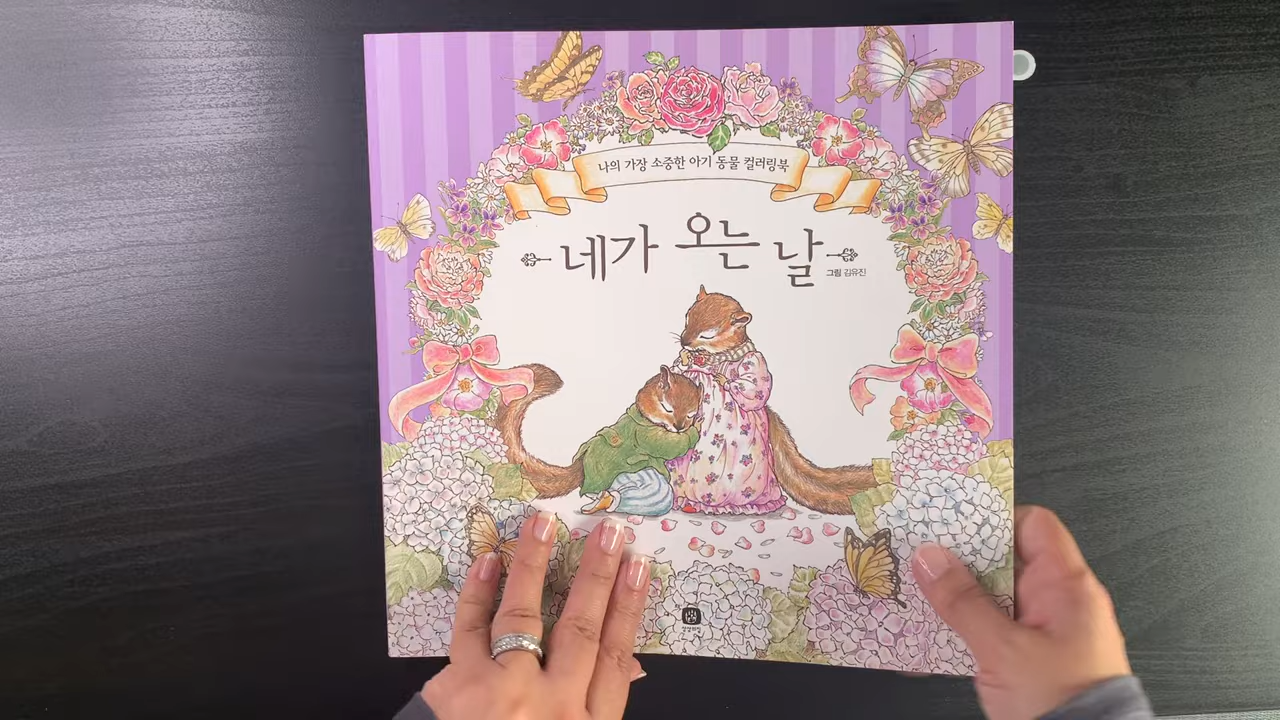 나의 가장 소중한 아기 동물 컬러링북
네가 오는 날
그림 김유진